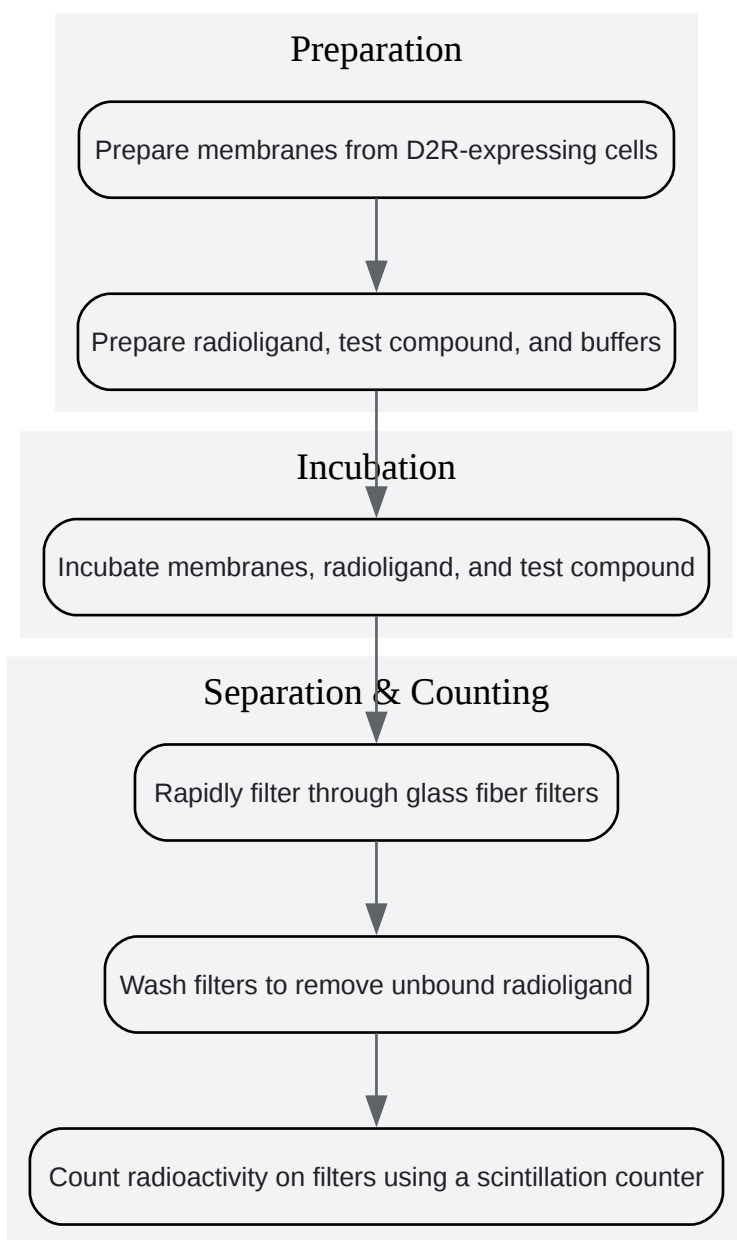 Preparation
Prepare membranes from D2R-expressing cells
Prepare radioligand, test compound, and buffers
Incubation
Incubate membranes, radioligand, and test compound
Separation & Counting
Rapidly filter through glass fiber filters
Wash filters to remove unbound radioligand
Count radioactivity on filters using a scintillation counter